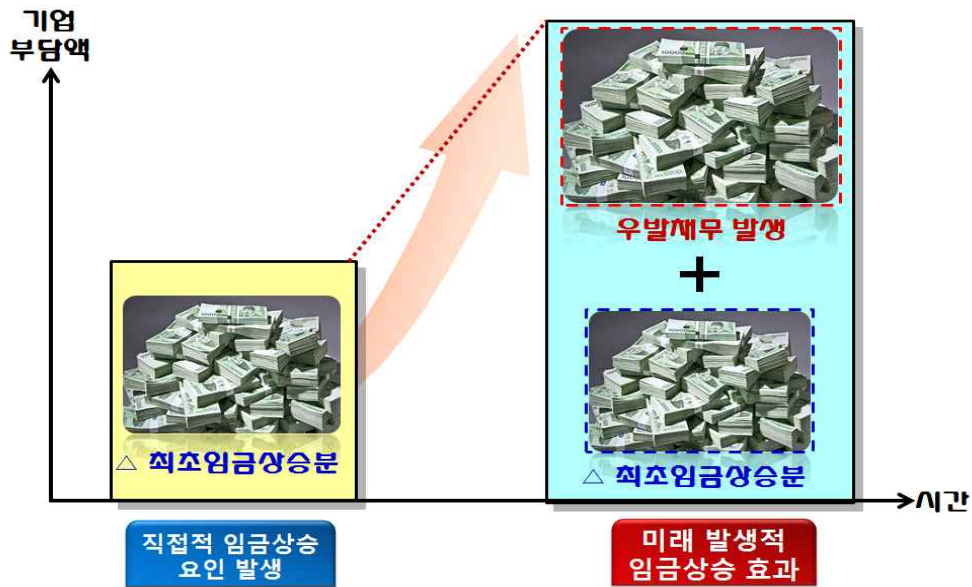 기업
부담액
우발채무 발생
+
△ 최초임금상승분
△ 최초임금상승분
시간
직접적 임금상승
요인 발생
미래 발생적
임금상승 효과